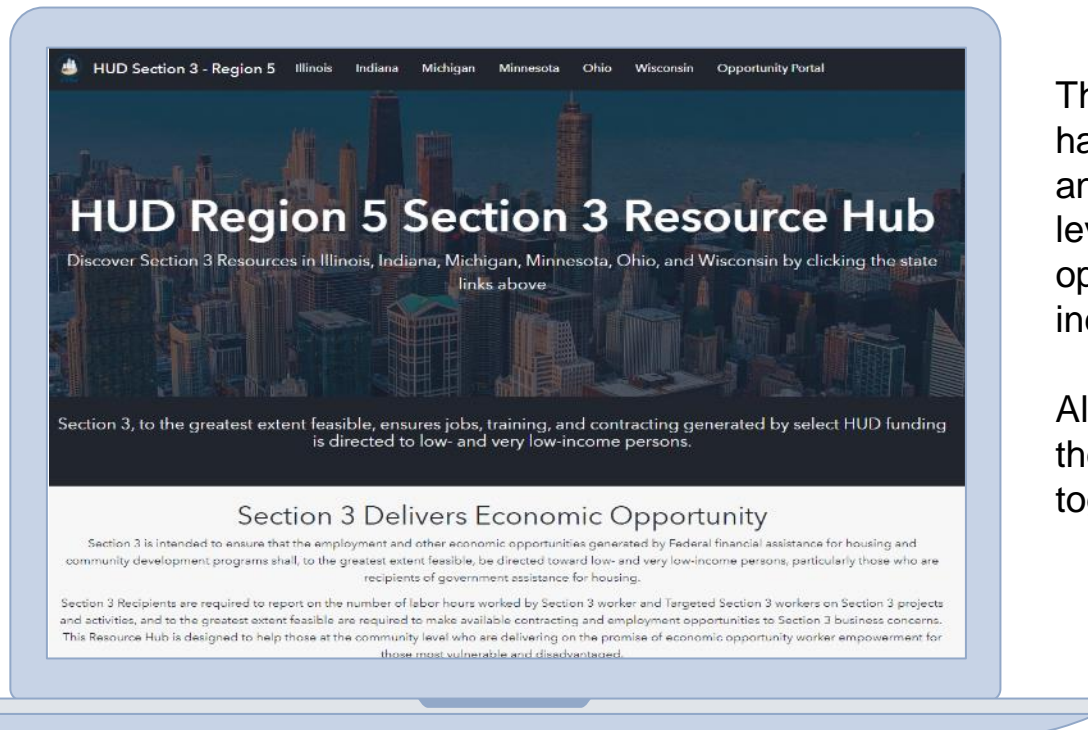 HUD Section 3 - Region 5 Illinois Indiana Michigan Minnesota Ohio Wisconsin Opportunity Portal
HUD Region 5 Section 3 Resource Hub
Discover Section 3 Resources in Illinois, Indiana, Michigan, Minnesota, Ohio, and Wisconsin by clicking the state
links above
Section 3, to the greatest extent feasible, ensures jobs, training, and contracting generated by select HUD funding
is directed to low- and very low-income persons.
Section 3 Delivers Economic Opportunity
Section 3 is intended to ensure that the employment and other economic opportunities generated by Federal financial assistance for housing and
community development programs shall, to the greatest extent feasible, be directed toward low- and very low-income persons, particularly those who are
recipients of government assistance for housing.
Section 3 Recipients are required to report on the number of labor hours worked by Section 3 worker and Targeted Section 3 workers on Section 3 projects
and activities, and to the greatest extent feasible are required to make available contracting and employment opportunities to Section 3 business concerns.
This Resource Hub is designed to help those at the community level who are delivering on the promise of economic opportunity worker empowerment for
those most vulnerable and disadvantaged.